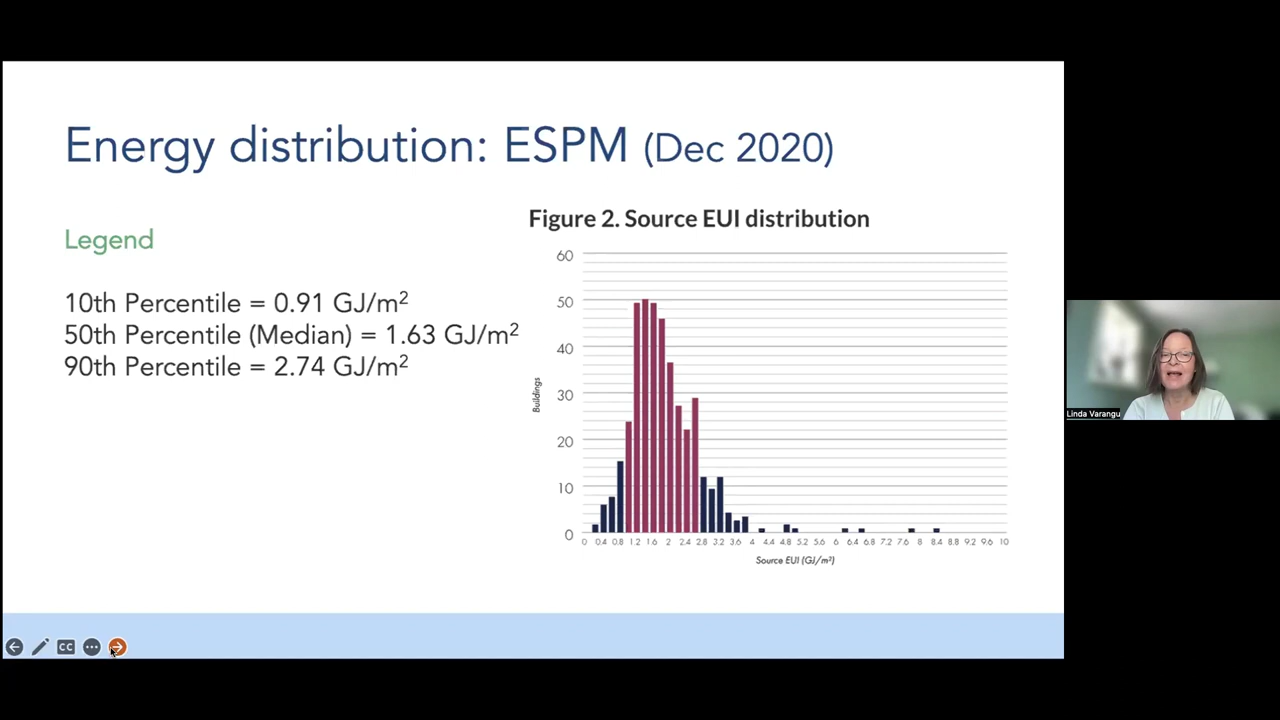 Energy distribution: ESPM (Dec 2020)
Legend
10th Percentile = 0.91 GJ/m²
50th Percentile (Median) = 1.63 GJ/m²
90th Percentile = 2.74 GJ/m²
Figure 2. Source EUI distribution
60
50
40
30
20
10
0
Buildings
0 0.4 0.8 1.2 1.6 2 2.4 2.8 3.2 3.6 4 4.4 4.8 5.2 5.6 6 6.4 6.8 7.2 7.6 8 8.4 8.8 9.2 9.6 10
Source EUI (GJ/m²)
Linda Varangu
CC